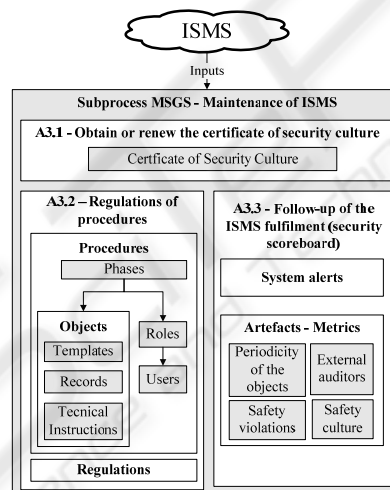 ISMS
Inputs
Subprocess MSGS - Maintenance of ISMS
A3.1 - Obtain or renew the certificate of security culture
Certficate of Security Culture
A3.2 – Regulations of
procedures
Procedures
Phases
Objects
Templates
Records
Tecnical
Instructions
Roles
Users
Regulations
A3.3 - Follow-up of the
ISMS fulfilment (security
scoreboard)
System alerts
Artefacts - Metrics
Periodicity
of the
objects
External
auditors
Safety
violations
Safety
culture